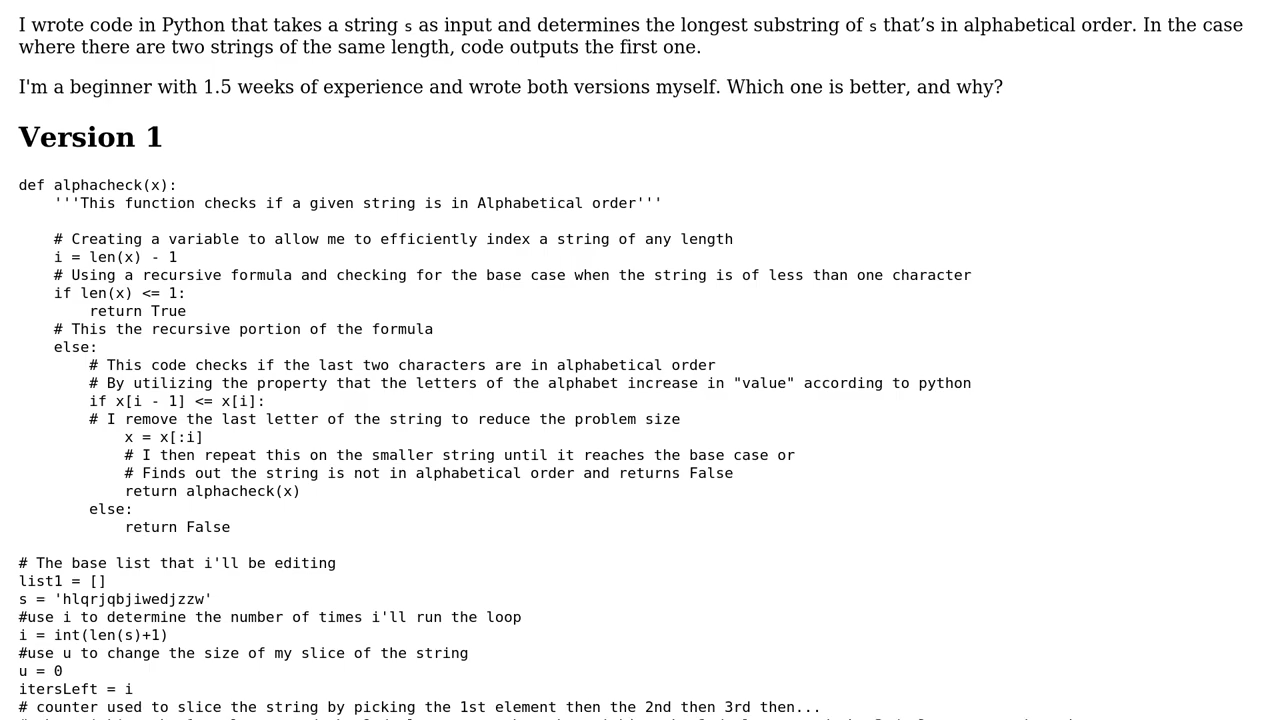 I wrote code in Python that takes a string s as input and determines the longest substring of s that’s in alphabetical order. In the case
where there are two strings of the same length, code outputs the first one.
I'm a beginner with 1.5 weeks of experience and wrote both versions myself. Which one is better, and why?
Version 1
def alphacheck(x):
    '''This function checks if a given string is in Alphabetical order'''
    # Creating a variable to allow me to efficiently index a string of any length
    i = len(x) - 1
    # Using a recursive formula and checking for the base case when the string is of less than one character
    if len(x) <= 1:
        return True
    # This the recursive portion of the formula
    else:
        # This code checks if the last two characters are in alphabetical order
        # By utilizing the property that the letters of the alphabet increase in "value" according to python
        if x[i - 1] <= x[i]:
        # I remove the last letter of the string to reduce the problem size
            x = x[:i]
            # I then repeat this on the smaller string until it reaches the base case or
            # Finds out the string is not in alphabetical order and returns False
            return alphacheck(x)
        else:
            return False
# The base list that i'll be editing
list1 = []
s = 'hlqrjqbjiwedjzzw'
#use i to determine the number of times i'll run the loop
i = int(len(s)+1)
#use u to change the size of my slice of the string
u = 0
itersLeft = i
# counter used to slice the string by picking the 1st element then the 2nd then 3rd then...